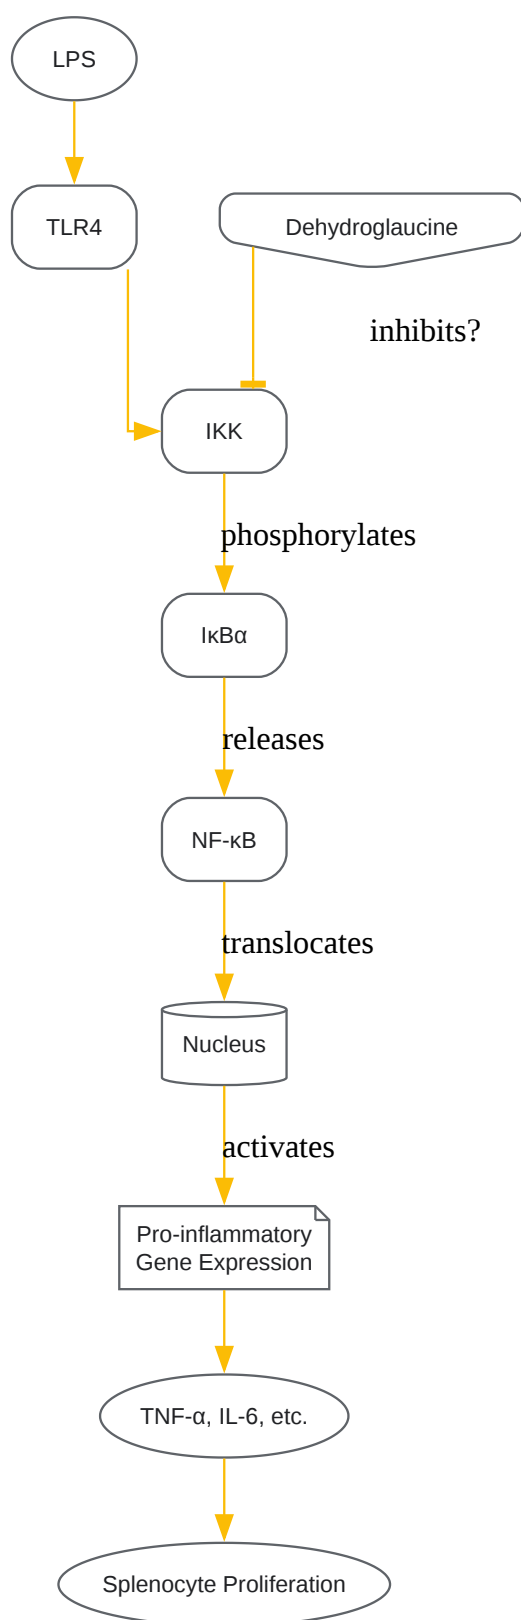 LPS
TLR4
Dehydroglaucine
inhibits?
IKK
phosphorylates
IκBα
releases
NF-κB
translocates
Nucleus
activates
Pro-inflammatory
Gene Expression
TNF-α, IL-6, etc.
Splenocyte Proliferation